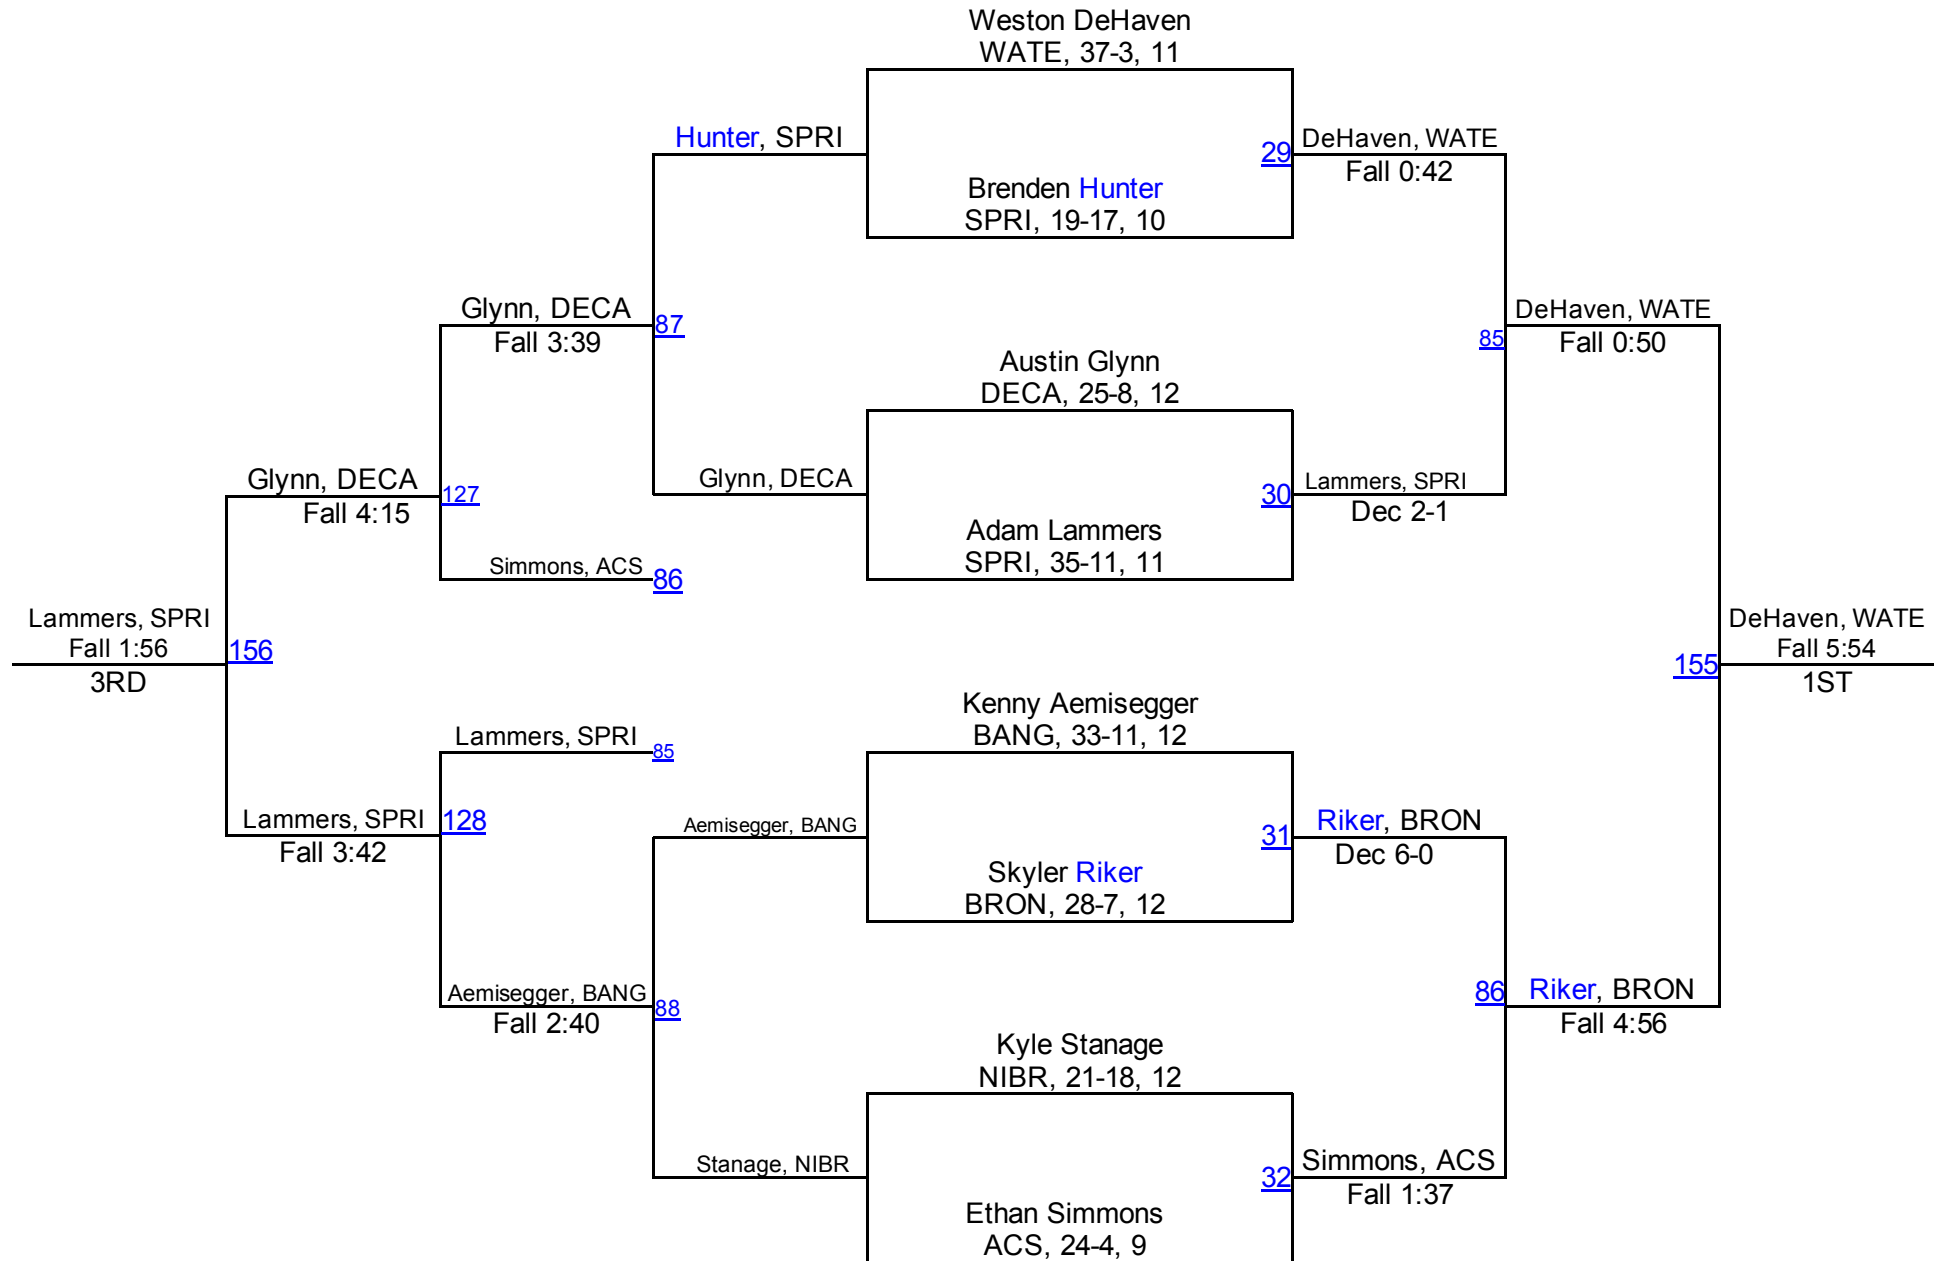 Weston DeHaven
WATE, 37-3, 11
Hunter, SPRI
29
DeHaven, WATE
Fall 0:42
Brenden Hunter
SPRI, 19-17, 10
Glynn, DECA
Fall 3:39
87
85
DeHaven, WATE
Fall 0:50
Austin Glynn
DECA, 25-8, 12
Glynn, DECA
Fall 4:15
127
Glynn, DECA
30
Lammers, SPRI
Dec 2-1
Adam Lammers
SPRI, 35-11, 11
Simmons, ACS
86
Lammers, SPRI
Fall 1:56
3RD
156
155
DeHaven, WATE
Fall 5:54
1ST
Kenny Aemisegger
BANG, 33-11, 12
Lammers, SPRI
85
Lammers, SPRI
Fall 3:42
128
Aemisegger, BANG
31
Riker, BRON
Dec 6-0
Skyler Riker
BRON, 28-7, 12
Aemisegger, BANG
Fall 2:40
88
86
Riker, BRON
Fall 4:56
Kyle Stanage
NIBR, 21-18, 12
Stanage, NIBR
32
Simmons, ACS
Fall 1:37
Ethan Simmons
ACS, 24-4, 9